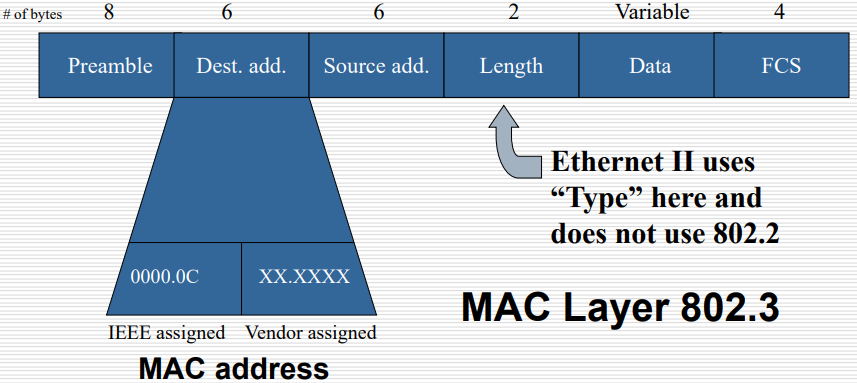 # of bytes 8 6 6 2 Variable 4
Preamble Dest. add. Source add. Length Data FCS
Ethernet II uses
“Type” here and
does not use 802.2
0000.0C XX.XXXX
IEEE assigned Vendor assigned
MAC address
MAC Layer 802.3